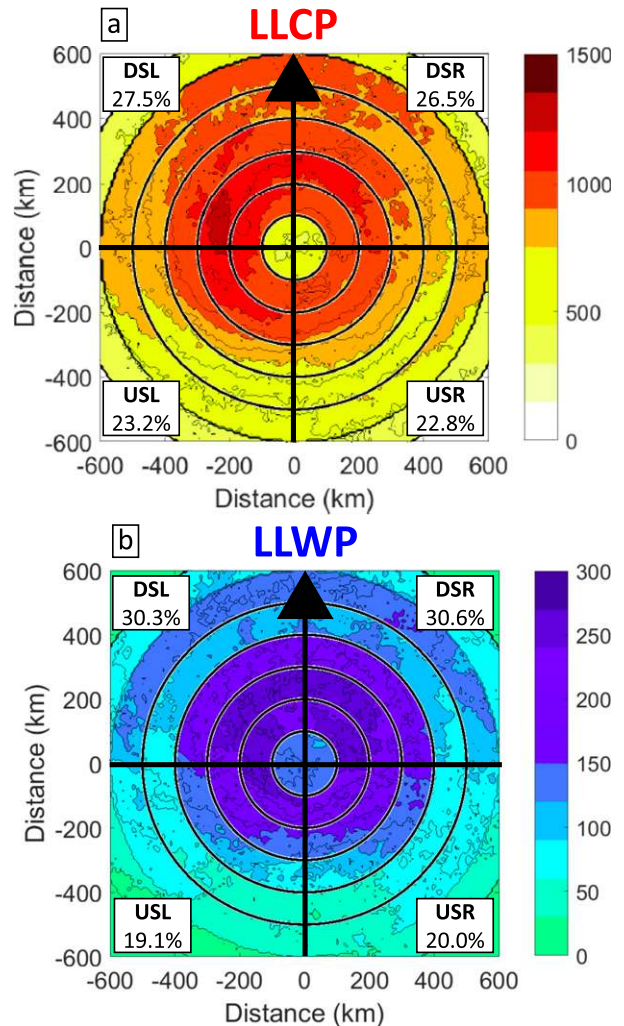 a
LLCP
600
400
200
0
-200
-400
-600
Distance (km)
DSL
27.5%
DSR
26.5%
USL
23.2%
USR
22.8%
-600 -400 -200 0 200 400 600
Distance (km)
1500
1000
500
0
b
LLWP
600
400
200
0
-200
-400
-600
Distance (km)
DSL
30.3%
DSR
30.6%
USL
19.1%
USR
20.0%
-600 -400 -200 0 200 400 600
Distance (km)
300
250
200
150
100
50
0